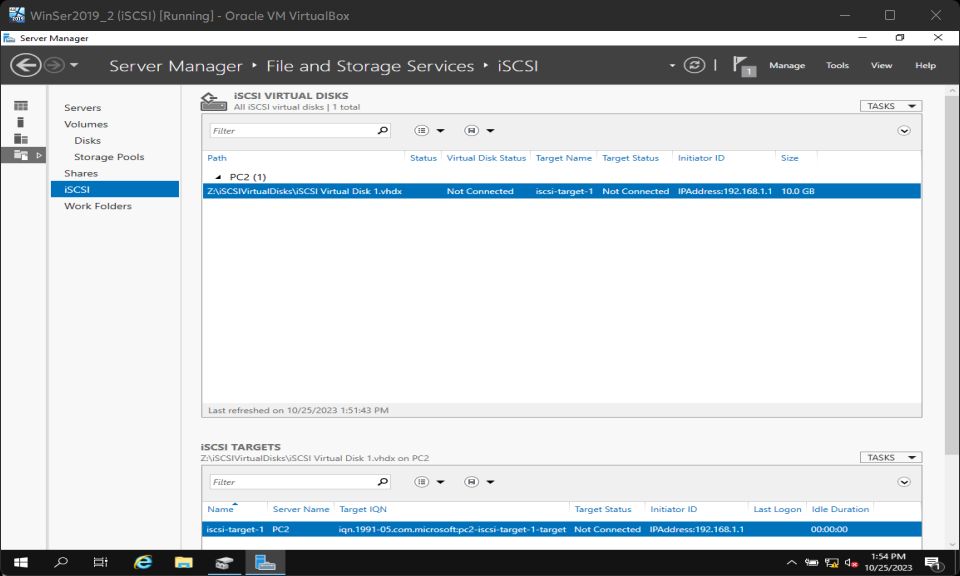 WinSer2019_2 (iSCSI) [Running] - Oracle VM VirtualBox
Server Manager
Server Manager ‣ File and Storage Services ‣ iSCSI
1
Manage Tools View Help
Servers
Volumes
Disks
Storage Pools
Shares
iSCSI
Work Folders
iSCSI VIRTUAL DISKS
All iSCSI virtual disks | 1 total
TASKS
Filter
Path Status Virtual Disk Status Target Name Target Status Initiator ID Size
PC2 (1)
Z:\iSCSIVirtualDisks\iSCSI Virtual Disk 1.vhdx Not Connected iscsi-target-1 Not Connected IPAddress:192.168.1.1 10.0 GB
Last refreshed on 10/25/2023 1:51:43 PM
iSCSI TARGETS
Z:\iSCSIVirtualDisks\iSCSI Virtual Disk 1.vhdx on PC2
TASKS
Filter
Name Server Name Target IQN Target Status Initiator ID Last Logon Idle Duration
iscsi-target-1 PC2 iqn.1991-05.com.microsoft:pc2-iscsi-target-1-target Not Connected IPAddress:192.168.1.1 00:00:00
1:54 PM
10/25/2023
1